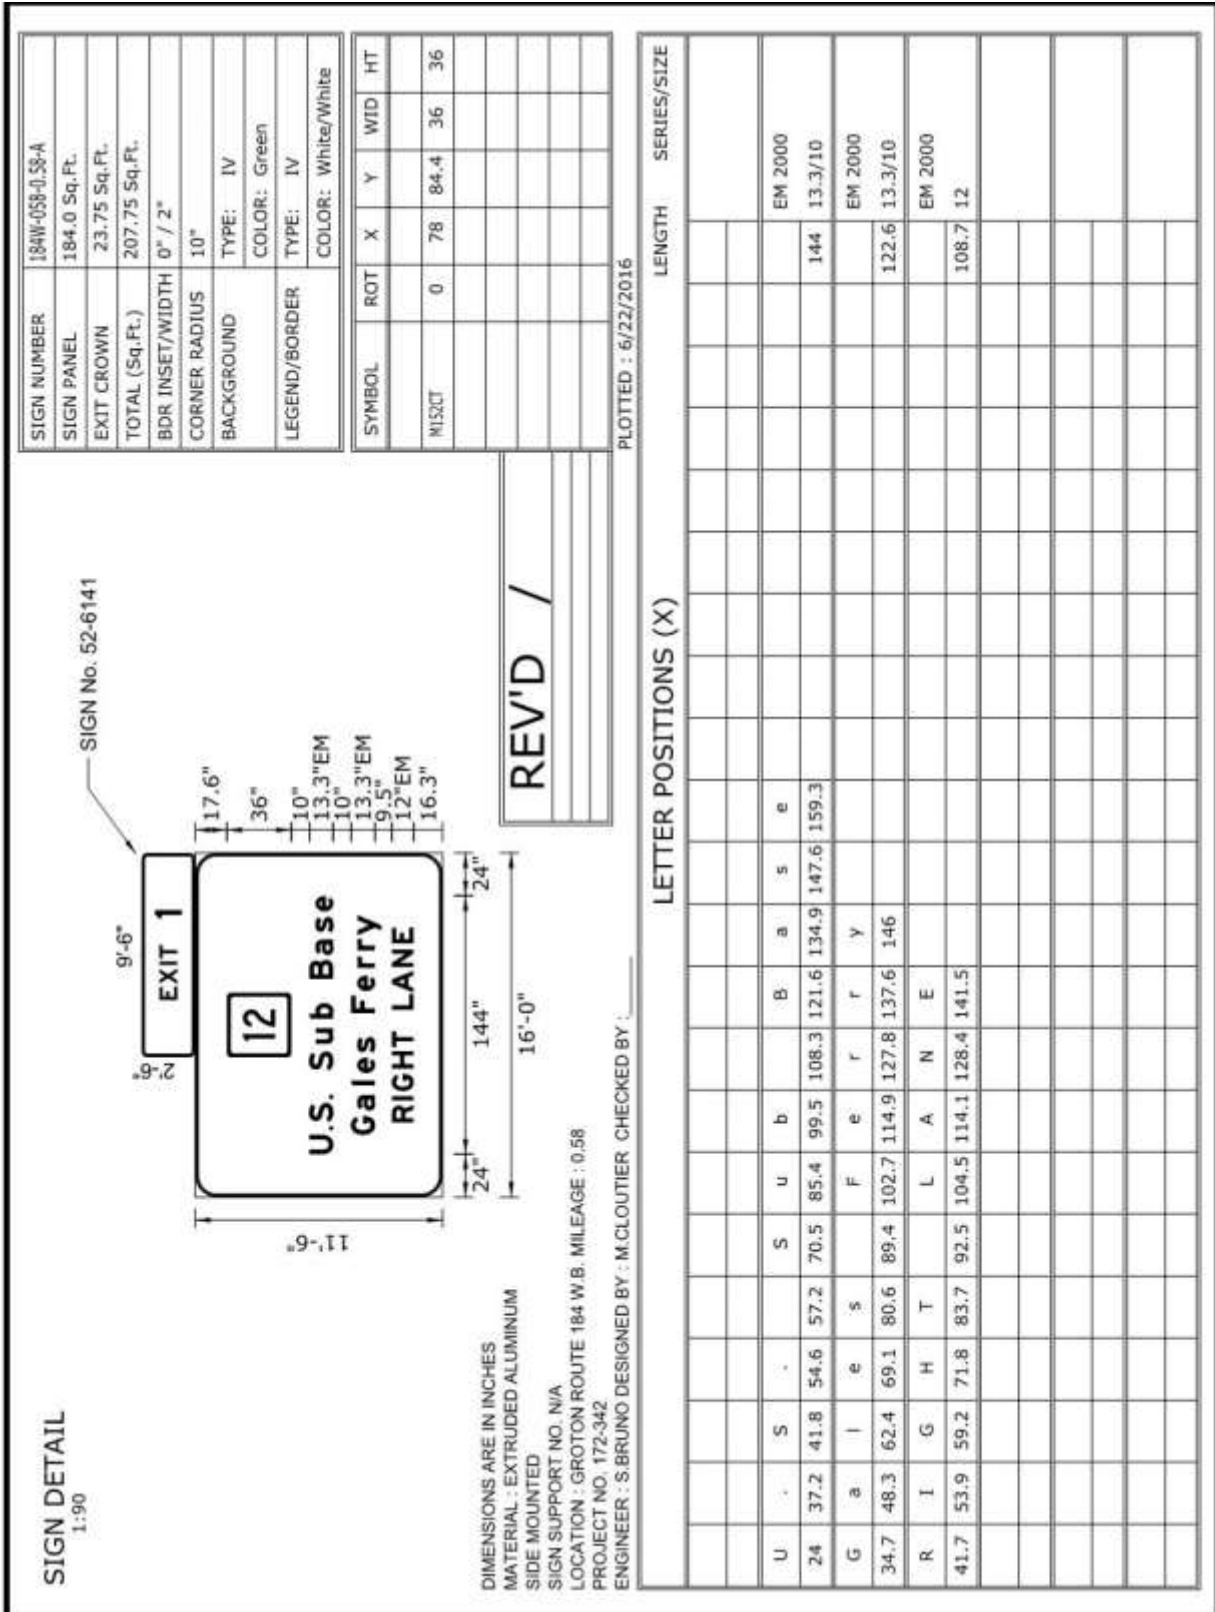 SIGN DETAIL
1:90
SIGN No. 52-6141
9'-6"
2'-6"
EXIT 1
12
U.S. Sub Base
Gales Ferry
RIGHT LANE
11'-6"
17.6"
36"
10"
13.3"EM
10"
13.3"EM
9.5"
12"EM
16.3"
24" 144" 24"
16'-0"
SIGN NUMBER 184W-058-0.58-A
SIGN PANEL 184.0 Sq.Ft.
EXIT CROWN 23.75 Sq.Ft.
TOTAL (Sq.Ft.) 207.75 Sq.Ft.
BDR INSET/WIDTH 0" / 2"
CORNER RADIUS 10"
BACKGROUND TYPE: IV
COLOR: Green
LEGEND/BORDER TYPE: IV
COLOR: White/White
SYMBOL ROT X Y WID HT
M152CT 0 78 84.4 36 36
REV'D /
DIMENSIONS ARE IN INCHES
MATERIAL : EXTRUDED ALUMINUM
SIDE MOUNTED
SIGN SUPPORT NO. N/A
LOCATION : GROTON ROUTE 184 W.B. MILEAGE : 0.58
PROJECT NO. 172-342
ENGINEER : S.BRUNO DESIGNED BY : M.CLOUTIER CHECKED BY :
PLOTTED : 6/22/2016
LETTER POSITIONS (X) LENGTH SERIES/SIZE
U . S . S u b B a s e EM 2000
24 37.2 41.8 54.6 57.2 70.5 85.4 99.5 108.3 121.6 134.9 147.6 159.3 144 13.3/10
G a l e s F e r r y EM 2000
34.7 48.3 62.4 69.1 80.6 89.4 102.7 114.9 127.8 137.6 146 122.6 13.3/10
R I G H T L A N E EM 2000
41.7 53.9 59.2 71.8 83.7 92.5 104.5 114.1 128.4 141.5 108.7 12